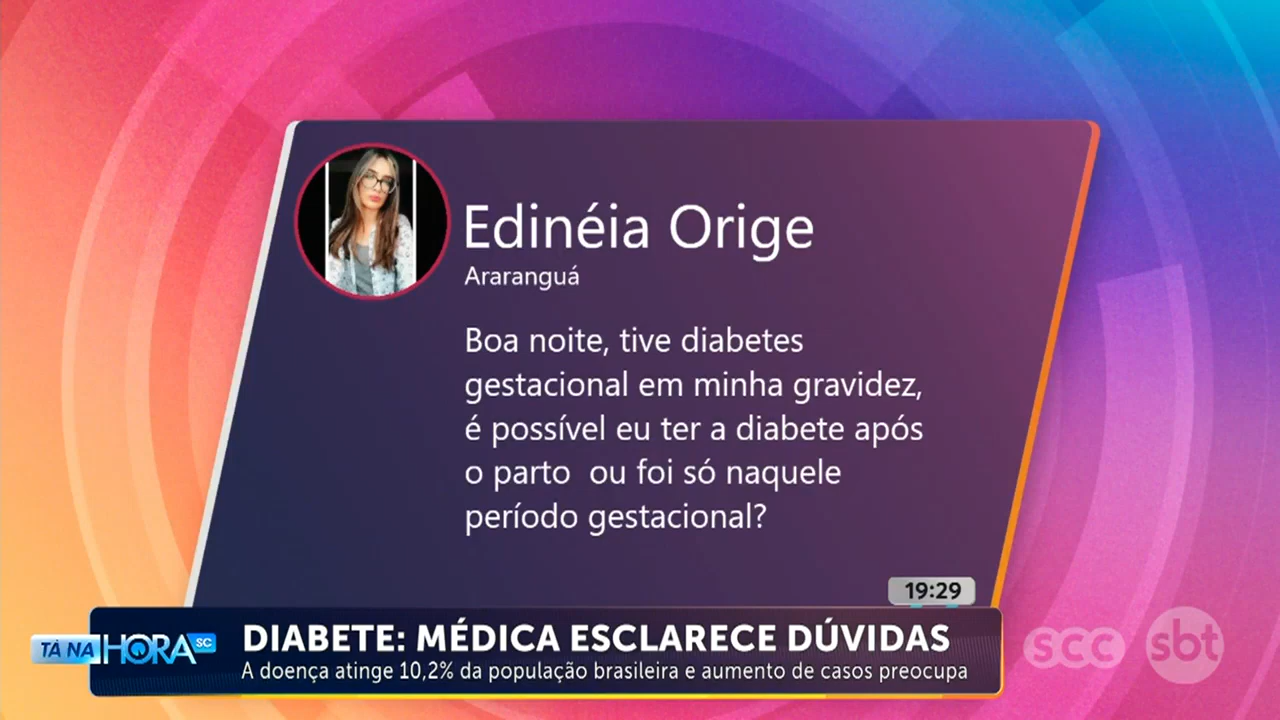 Edinéia Orige
Araranguá
Boa noite, tive diabetes
gestacional em minha gravidez,
é possível eu ter a diabete após
o parto ou foi só naquele
período gestacional?
19:29
TÁ NA HORA SC
DIABETE: MÉDICA ESCLARECE DÚVIDAS
A doença atinge 10,2% da população brasileira e aumento de casos preocupa
scc sbt